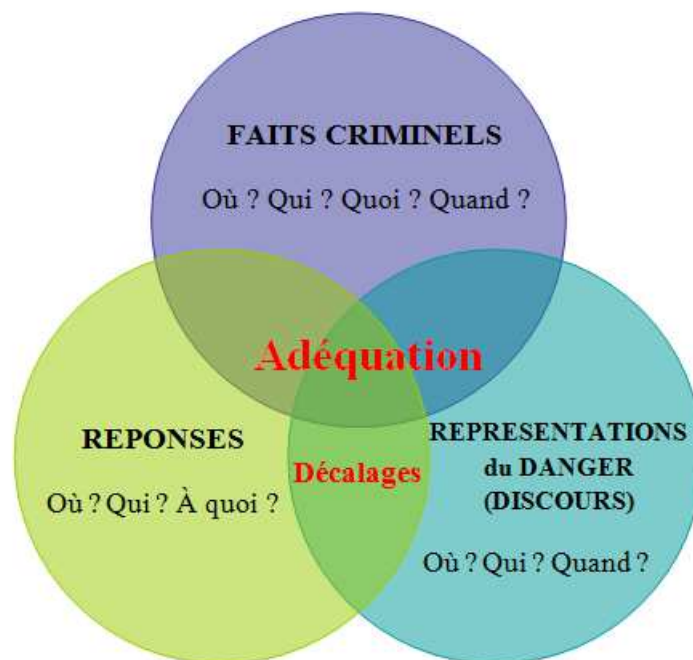 FAITS CRIMINELS
Où ? Qui ? Quoi ? Quand ?
Adéquation
REPONSES
Où ? Qui ? À quoi ?
Décalages
REPRESENTATIONS
du DANGER
(DISCOURS)
Où ? Qui ? Quand ?